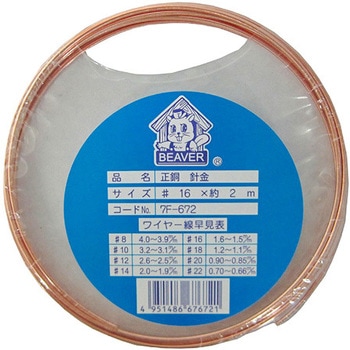 BEAVER
®
品名 正銅 針金
サイズ # 16 ×約 2 m
コードNo. 7F-672
ワイヤー線早見表
#8 4.0~3.9% #16 1.6~1.5%
#10 3.2~3.1% #18 1.2~1.1%
#12 2.6~2.5% #20 0.90~0.85%
#14 2.0~1.9% #22 0.70~0.66%
4 951486 676721